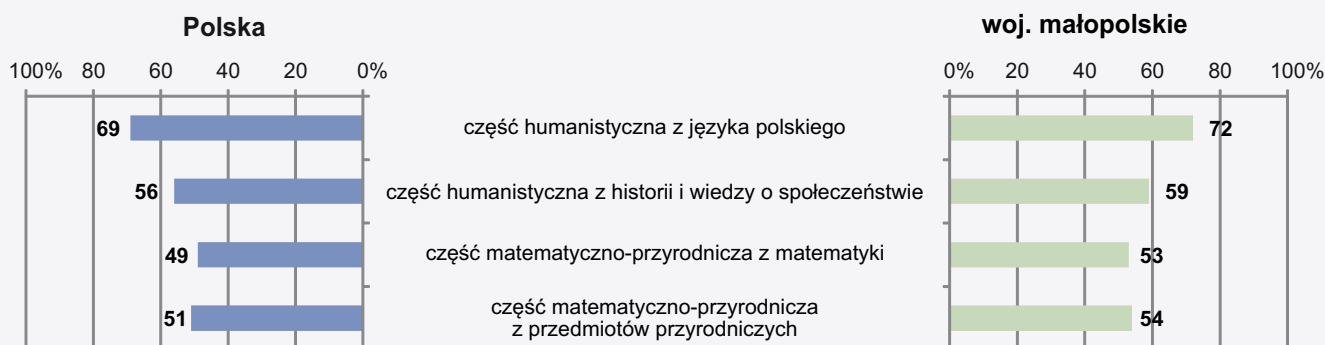 Polska
woj. małopolskie
100% 80 60 40 20 0%
0% 20 40 60 80 100%
69 część humanistyczna z języka polskiego 72
56 część humanistyczna z historii i wiedzy o społeczeństwie 59
49 część matematyczno-przyrodnicza z matematyki 53
51 część matematyczno-przyrodnicza
z przedmiotów przyrodniczych 54